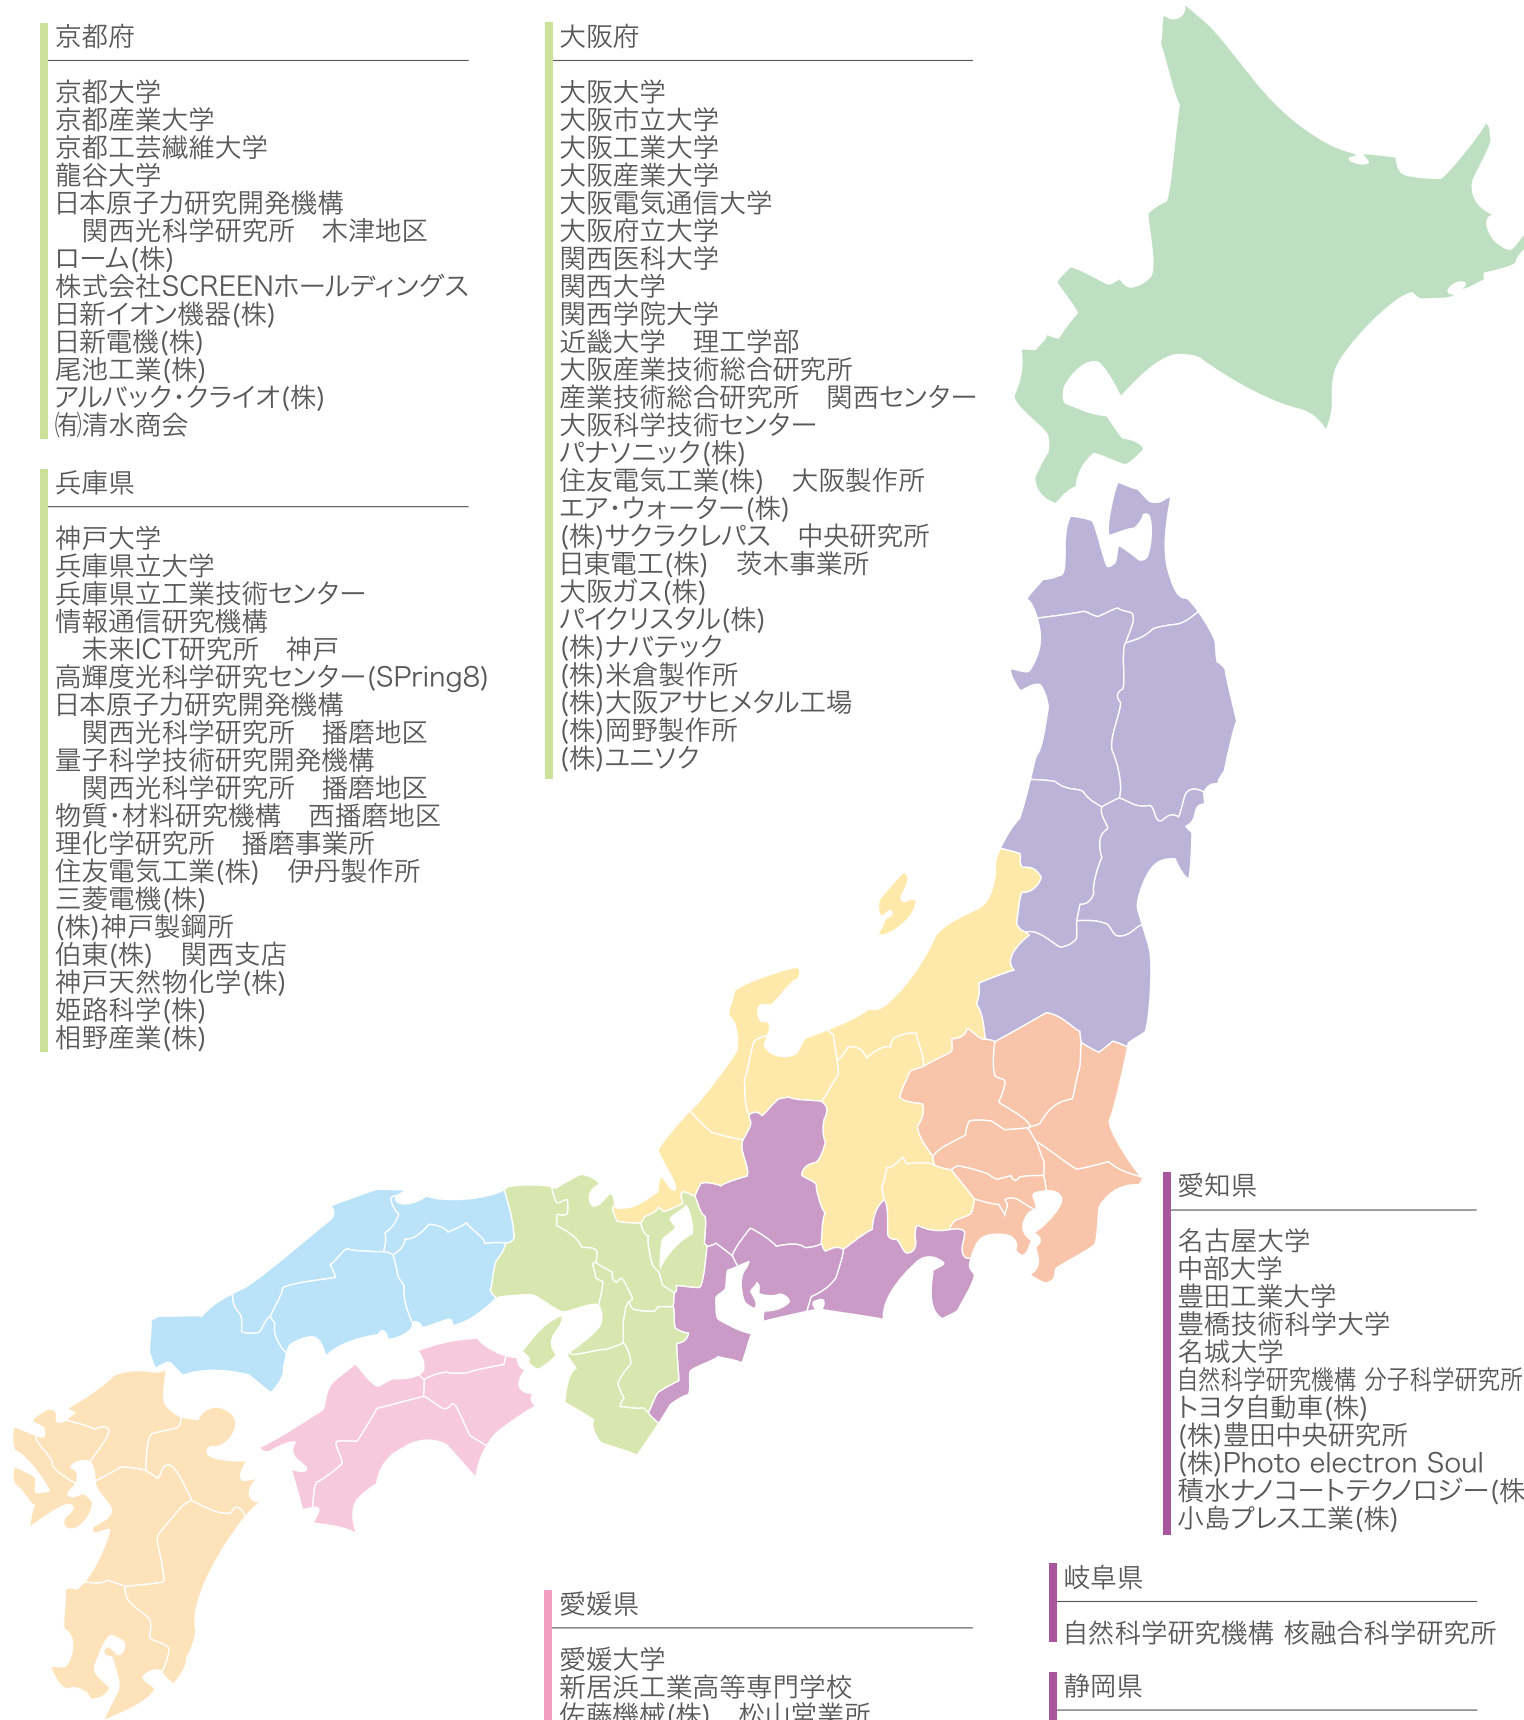 京都府
京都大学
京都産業大学
京都工芸繊維大学
龍谷大学
日本原子力研究開発機構
　関西光科学研究所　木津地区
ローム(株)
株式会社SCREENホールディングス
日新イオン機器(株)
日新電機(株)
尾池工業(株)
アルバック・クライオ(株)
㈲清水商会
兵庫県
神戸大学
兵庫県立大学
兵庫県立工業技術センター
情報通信研究機構
　未来ICT研究所　神戸
高輝度光科学研究センター(SPring8)
日本原子力研究開発機構
　関西光科学研究所　播磨地区
量子科学技術研究開発機構
　関西光科学研究所　播磨地区
物質・材料研究機構　西播磨地区
理化学研究所　播磨事業所
住友電気工業(株)　伊丹製作所
三菱電機(株)
(株)神戸製鋼所
伯東(株)　関西支店
神戸天然物化学(株)
姫路科学(株)
相野産業(株)
大阪府
大阪大学
大阪市立大学
大阪工業大学
大阪産業大学
大阪電気通信大学
大阪府立大学
関西医科大学
関西大学
関西学院大学
近畿大学　理工学部
大阪産業技術総合研究所
産業技術総合研究所　関西センター
大阪科学技術センター
パナソニック(株)
住友電気工業(株)　大阪製作所
エア・ウォーター(株)
(株)サクラクレパス　中央研究所
日東電工(株)　茨木事業所
大阪ガス(株)
パイクリスタル(株)
(株)ナバテック
(株)米倉製作所
(株)大阪アサヒメタル工場
(株)岡野製作所
(株)ユニソク
愛知県
名古屋大学
中部大学
豊田工業大学
豊橋技術科学大学
名城大学
自然科学研究機構 分子科学研究所
トヨタ自動車(株)
(株)豊田中央研究所
(株)Photo electron Soul
積水ナノコートテクノロジー(株
小島プレス工業(株)
岐阜県
自然科学研究機構 核融合科学研究所
静岡県
愛媛県
愛媛大学
新居浜工業高等専門学校
佐藤機械(株)　松山営業所